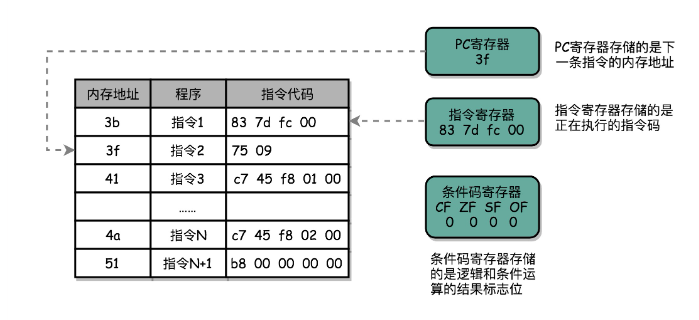 PC寄存器
3f
PC寄存器存储的是下
一条指令的内存地址
内存地址 程序 指令代码
3b 指令1 83 7d fc 00
3f 指令2 75 09
41 指令3 c7 45 f8 01 00
......
4a 指令N c7 45 f8 02 00
51 指令N+1 b8 00 00 00 00
指令寄存器
83 7d fc 00
指令寄存器存储的是
正在执行的指令码
条件码寄存器
CF ZF SF OF
0 0 0 0
条件码寄存器存储
的是逻辑和条件运
算的结果标志位